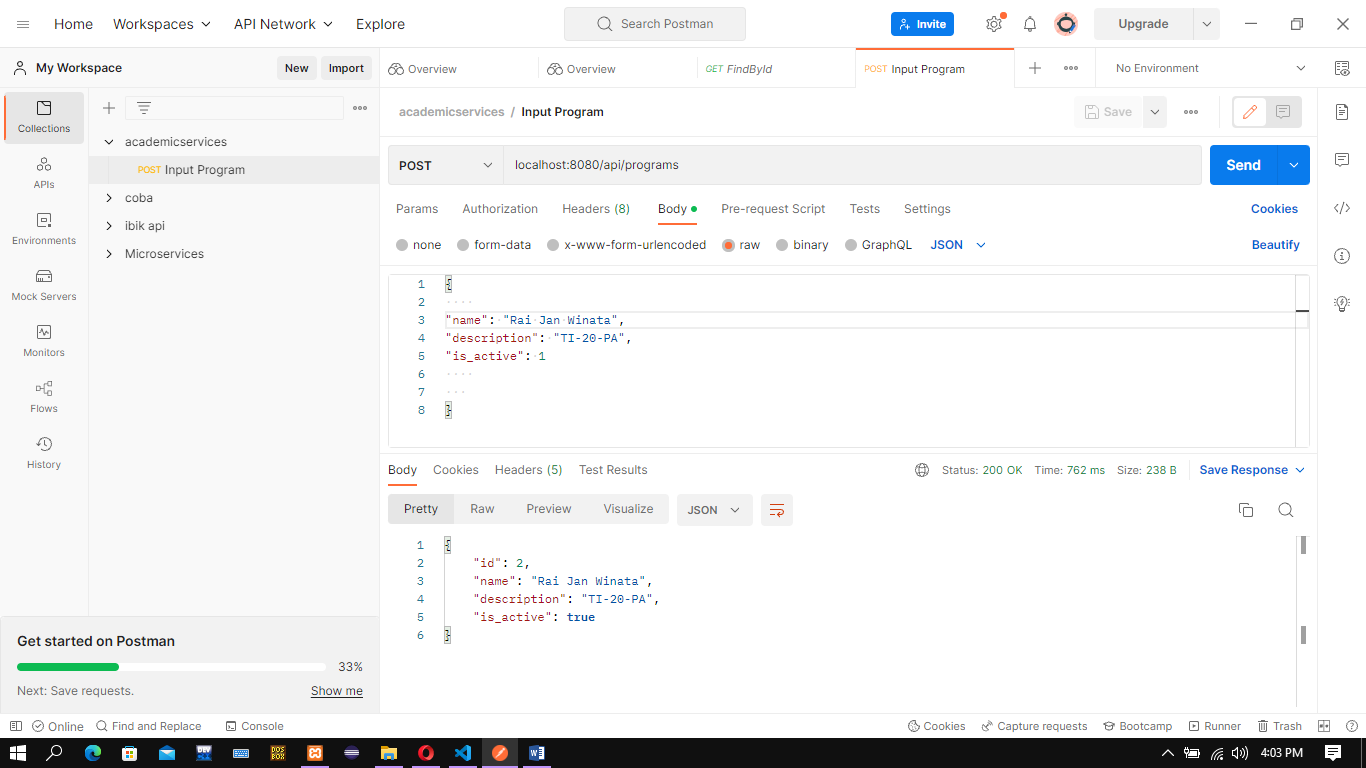 Home Workspaces API Network Explore Search Postman Invite Upgrade
My Workspace New Import Overview Overview GET FindById POST Input Program No Environment
Collections
APIs
Environments
Mock Servers
Monitors
Flows
History
academicservices
POST Input Program
coba
ibik api
Microservices
Get started on Postman
33%
Next: Save requests. Show me
academicservices / Input Program Save
POST localhost:8080/api/programs Send
Params Authorization Headers (8) Body Pre-request Script Tests Settings Cookies
none form-data x-www-form-urlencoded raw binary GraphQL JSON Beautify
1 {
2
3 "name": "Rai Jan Winata",
4 "description": "TI-20-PA",
5 "is_active": 1
6
7
8 }
Body Cookies Headers (5) Test Results Status: 200 OK Time: 762 ms Size: 238 B Save Response
Pretty Raw Preview Visualize JSON
1 {
2 "id": 2,
3 "name": "Rai Jan Winata",
4 "description": "TI-20-PA",
5 "is_active": true
6 }
Online Find and Replace Console Cookies Capture requests Bootcamp Runner Trash
4:03 PM